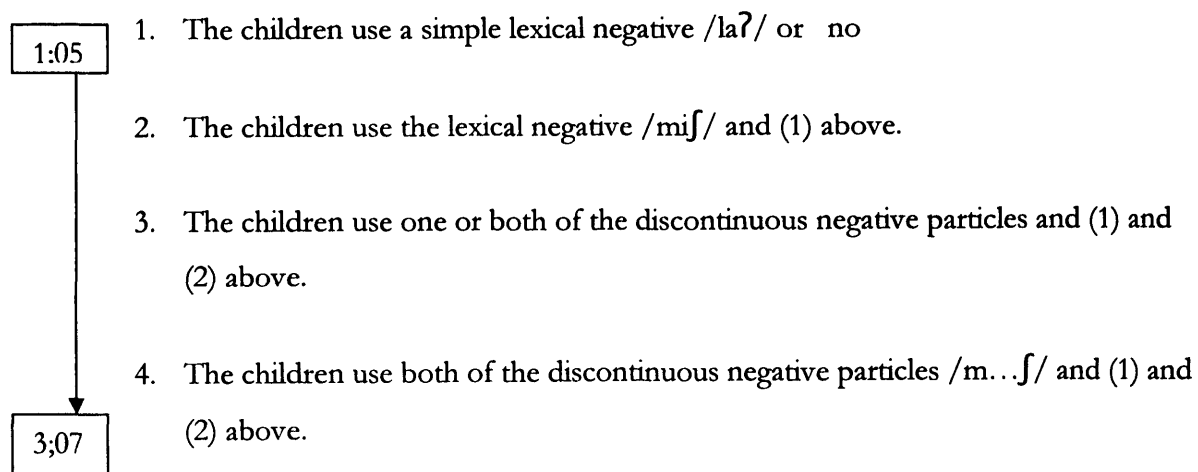 1:05
1. The children use a simple lexical negative /laʔ/ or no
2. The children use the lexical negative /miʃ/ and (1) above.
3. The children use one or both of the discontinuous negative particles and (1) and
(2) above.
4. The children use both of the discontinuous negative particles /m…ʃ/ and (1) and
(2) above.
3;07